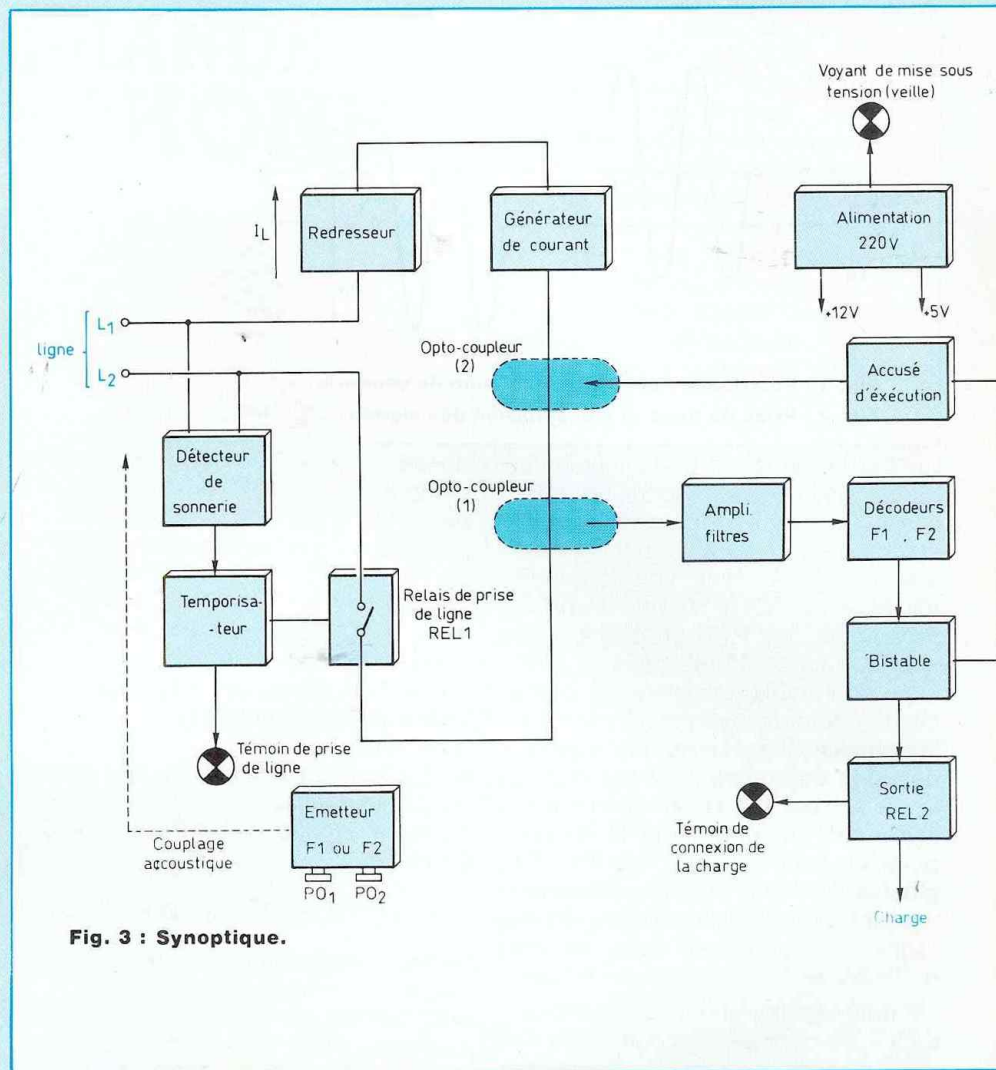 Voyant de mise sous
tension (veille)
Redresseur
Générateur
de courant
Alimentation
220V
I_L
+12V
+5V
ligne
L1
L2
Opto-coupleur
(2)
Accusé
d'éxécution
Détecteur
de
sonnerie
Opto-coupleur
(1)
Ampli.
filtres
Décodeurs
F1 . F2
Temporisa-
-teur
Relais de prise
de ligne
REL1
Bistable
Témoin de prise
de ligne
Emetteur
F1 ou F2
Couplage
accoustique
PO1
PO2
Témoin de
connexion de
la charge
Sortie
REL2
Charge
Fig. 3 : Synoptique.